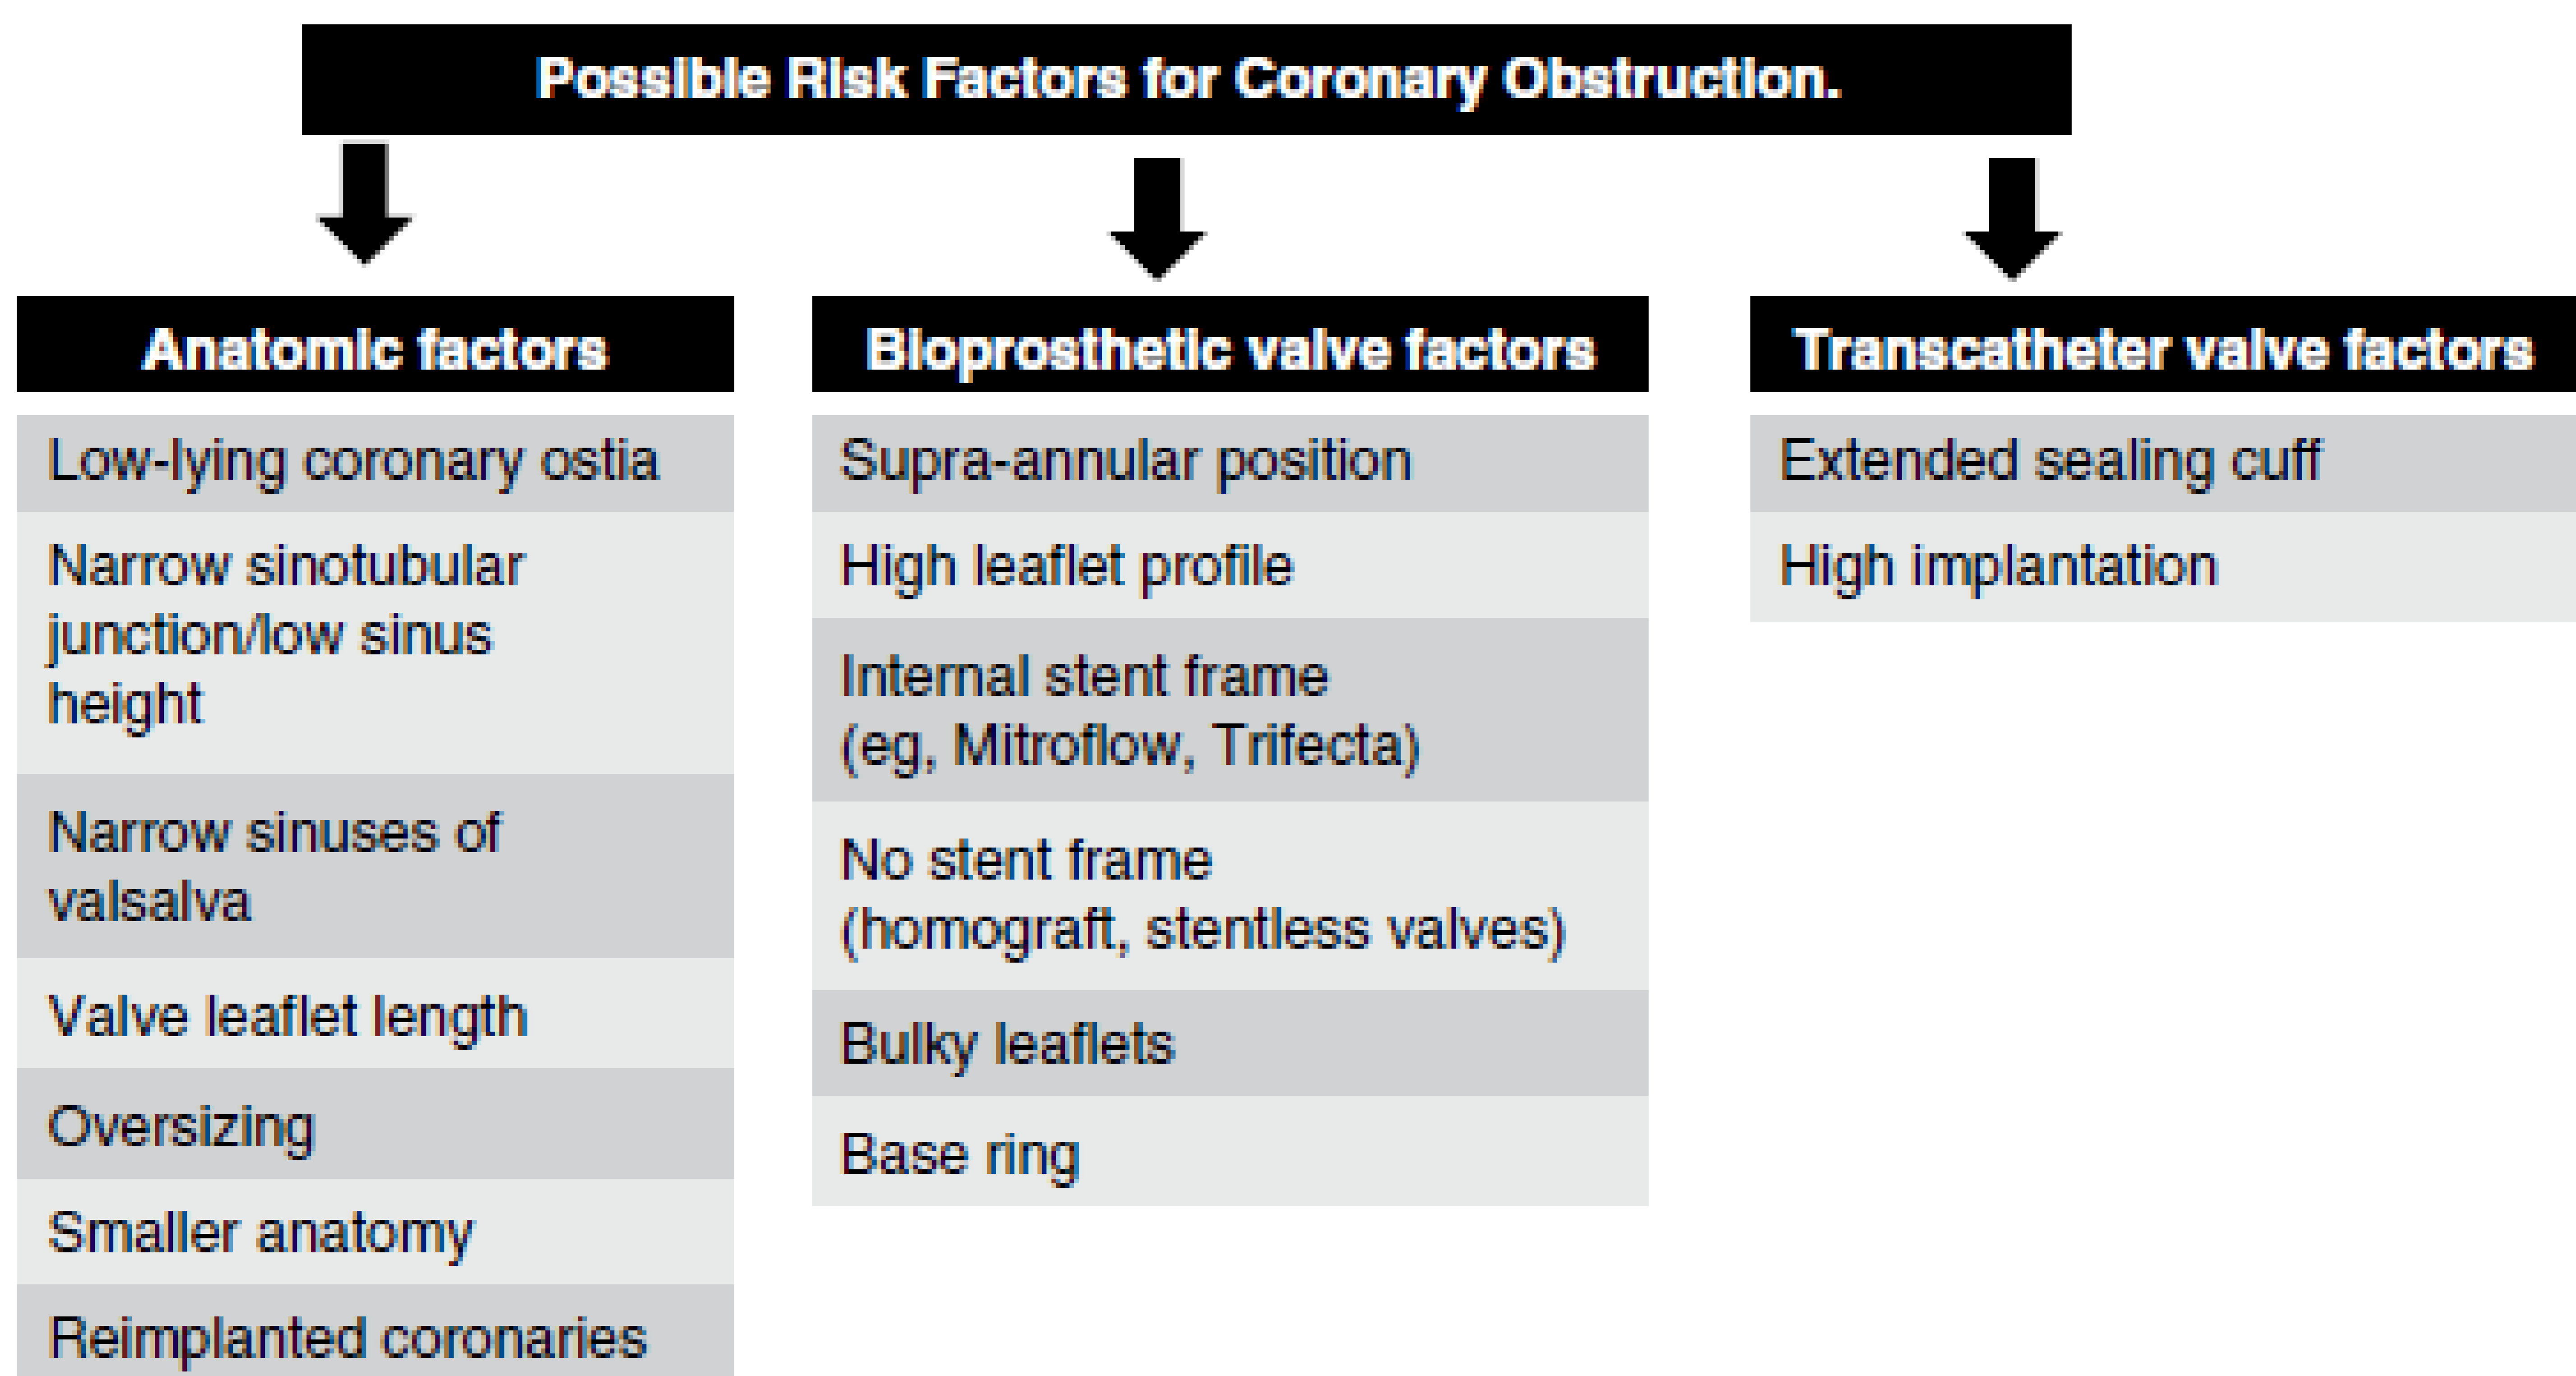 Possible Risk Factors for Coronary Obstruction.
Anatomic factors
Low-lying coronary ostia
Narrow sinotubular
junction/low sinus
height
Narrow sinuses of
valsalva
Valve leaflet length
Oversizing
Smaller anatomy
Reimplanted coronaries
Bioprosthetic valve factors
Supra-annular position
High leaflet profile
Internal stent frame
(eg, Mitroflow, Trifecta)
No stent frame
(homograft, stentless valves)
Bulky leaflets
Base ring
Transcatheter valve factors
Extended sealing cuff
High implantation